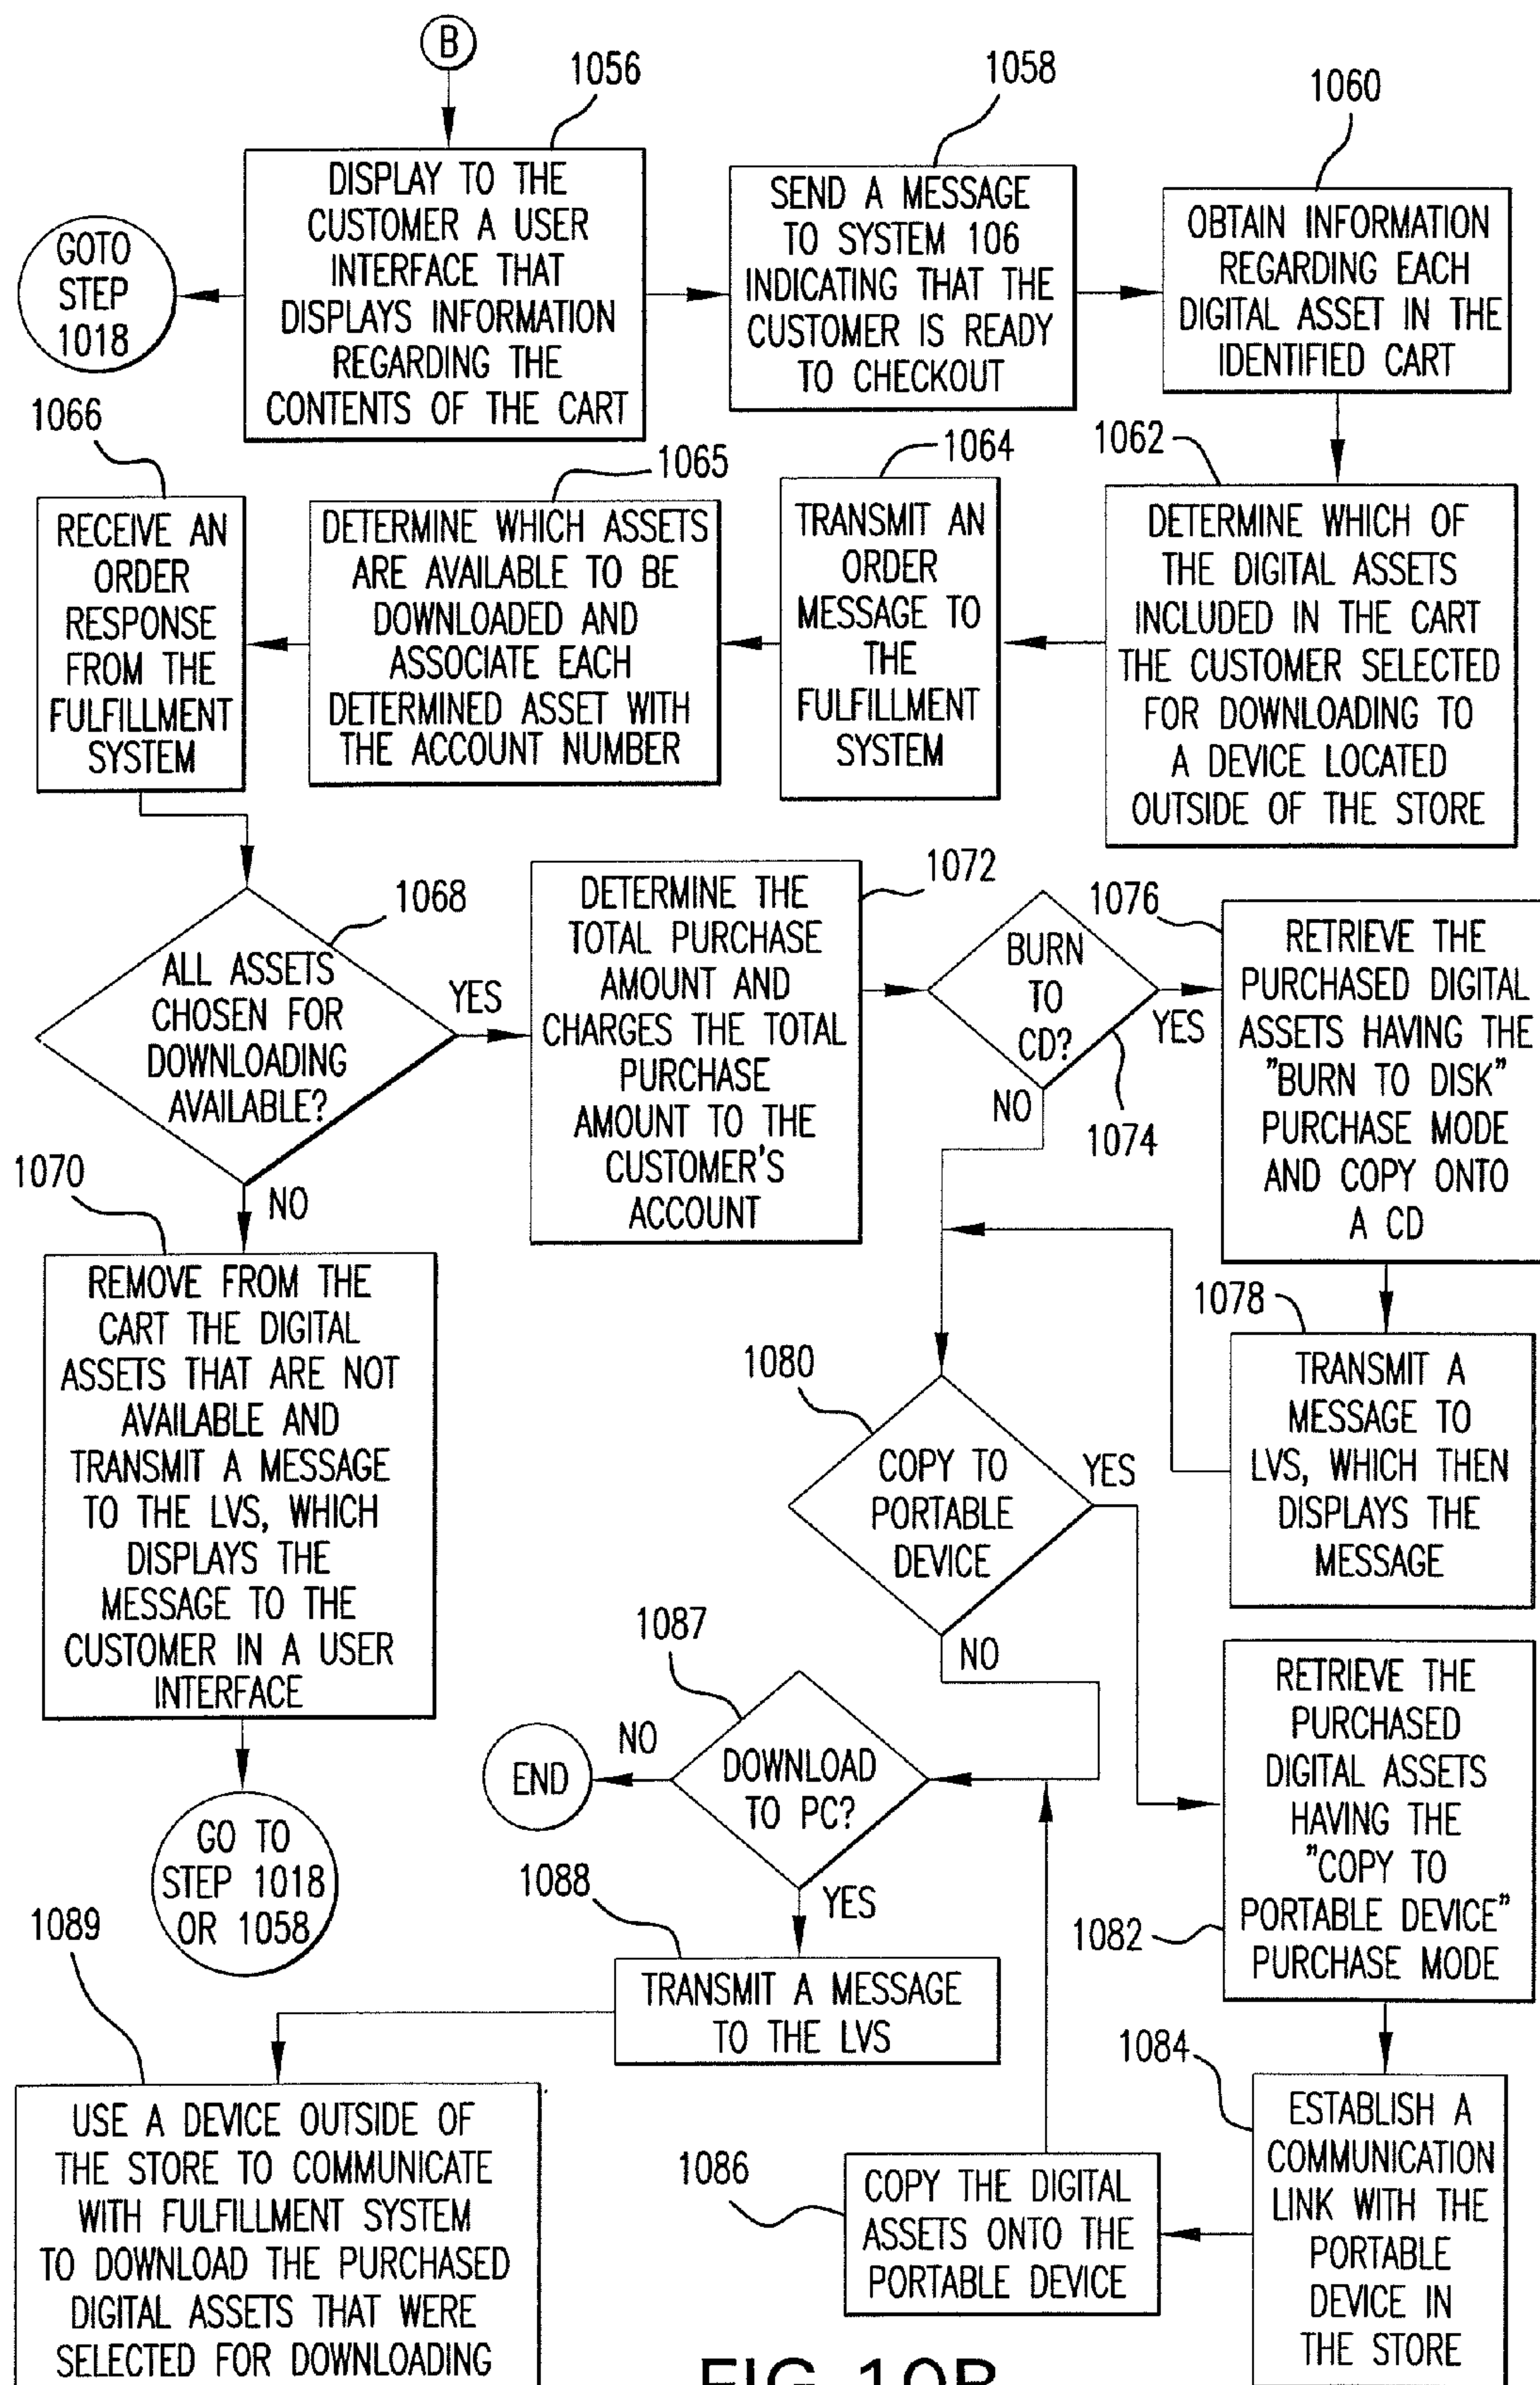 B
1056
DISPLAY TO THE
CUSTOMER A USER
INTERFACE THAT
DISPLAYS INFORMATION
REGARDING THE
CONTENTS OF THE CART
GOTO
STEP
1018
1058
SEND A MESSAGE
TO SYSTEM 106
INDICATING THAT THE
CUSTOMER IS READY
TO CHECKOUT
1060
OBTAIN INFORMATION
REGARDING EACH
DIGITAL ASSET IN THE
IDENTIFIED CART
1062
DETERMINE WHICH OF
THE DIGITAL ASSETS
INCLUDED IN THE CART
THE CUSTOMER SELECTED
FOR DOWNLOADING TO
A DEVICE LOCATED
OUTSIDE OF THE STORE
1064
TRANSMIT AN
ORDER
MESSAGE TO
THE
FULFILLMENT
SYSTEM
1065
DETERMINE WHICH ASSETS
ARE AVAILABLE TO BE
DOWNLOADED AND
ASSOCIATE EACH
DETERMINED ASSET WITH
THE ACCOUNT NUMBER
1066
RECEIVE AN
ORDER
RESPONSE
FROM THE
FULFILLMENT
SYSTEM
1068
ALL ASSETS
CHOSEN FOR
DOWNLOADING
AVAILABLE?
YES
NO
1070
REMOVE FROM THE
CART THE DIGITAL
ASSETS THAT ARE NOT
AVAILABLE AND
TRANSMIT A MESSAGE
TO THE LVS, WHICH
DISPLAYS THE
MESSAGE TO THE
CUSTOMER IN A USER
INTERFACE
GO TO
STEP 1018
OR 1058
1072
DETERMINE THE
TOTAL PURCHASE
AMOUNT AND
CHARGES THE TOTAL
PURCHASE
AMOUNT TO THE
CUSTOMER'S
ACCOUNT
BURN
TO
CD?
1074
YES
NO
1076
RETRIEVE THE
PURCHASED DIGITAL
ASSETS HAVING THE
"BURN TO DISK"
PURCHASE MODE
AND COPY ONTO
A CD
1078
TRANSMIT A
MESSAGE TO
LVS, WHICH THEN
DISPLAYS THE
MESSAGE
1080
COPY TO
PORTABLE
DEVICE
YES
NO
1082
RETRIEVE THE
PURCHASED
DIGITAL ASSETS
HAVING THE
"COPY TO
PORTABLE DEVICE"
PURCHASE MODE
1084
ESTABLISH A
COMMUNICATION
LINK WITH THE
PORTABLE
DEVICE IN
THE STORE
1086
COPY THE DIGITAL
ASSETS ONTO THE
PORTABLE DEVICE
1087
DOWNLOAD
TO PC?
NO
END
YES
1088
TRANSMIT A MESSAGE
TO THE LVS
1089
USE A DEVICE OUTSIDE OF
THE STORE TO COMMUNICATE
WITH FULFILLMENT SYSTEM
TO DOWNLOAD THE PURCHASED
DIGITAL ASSETS THAT WERE
SELECTED FOR DOWNLOADING
FIG. 10B